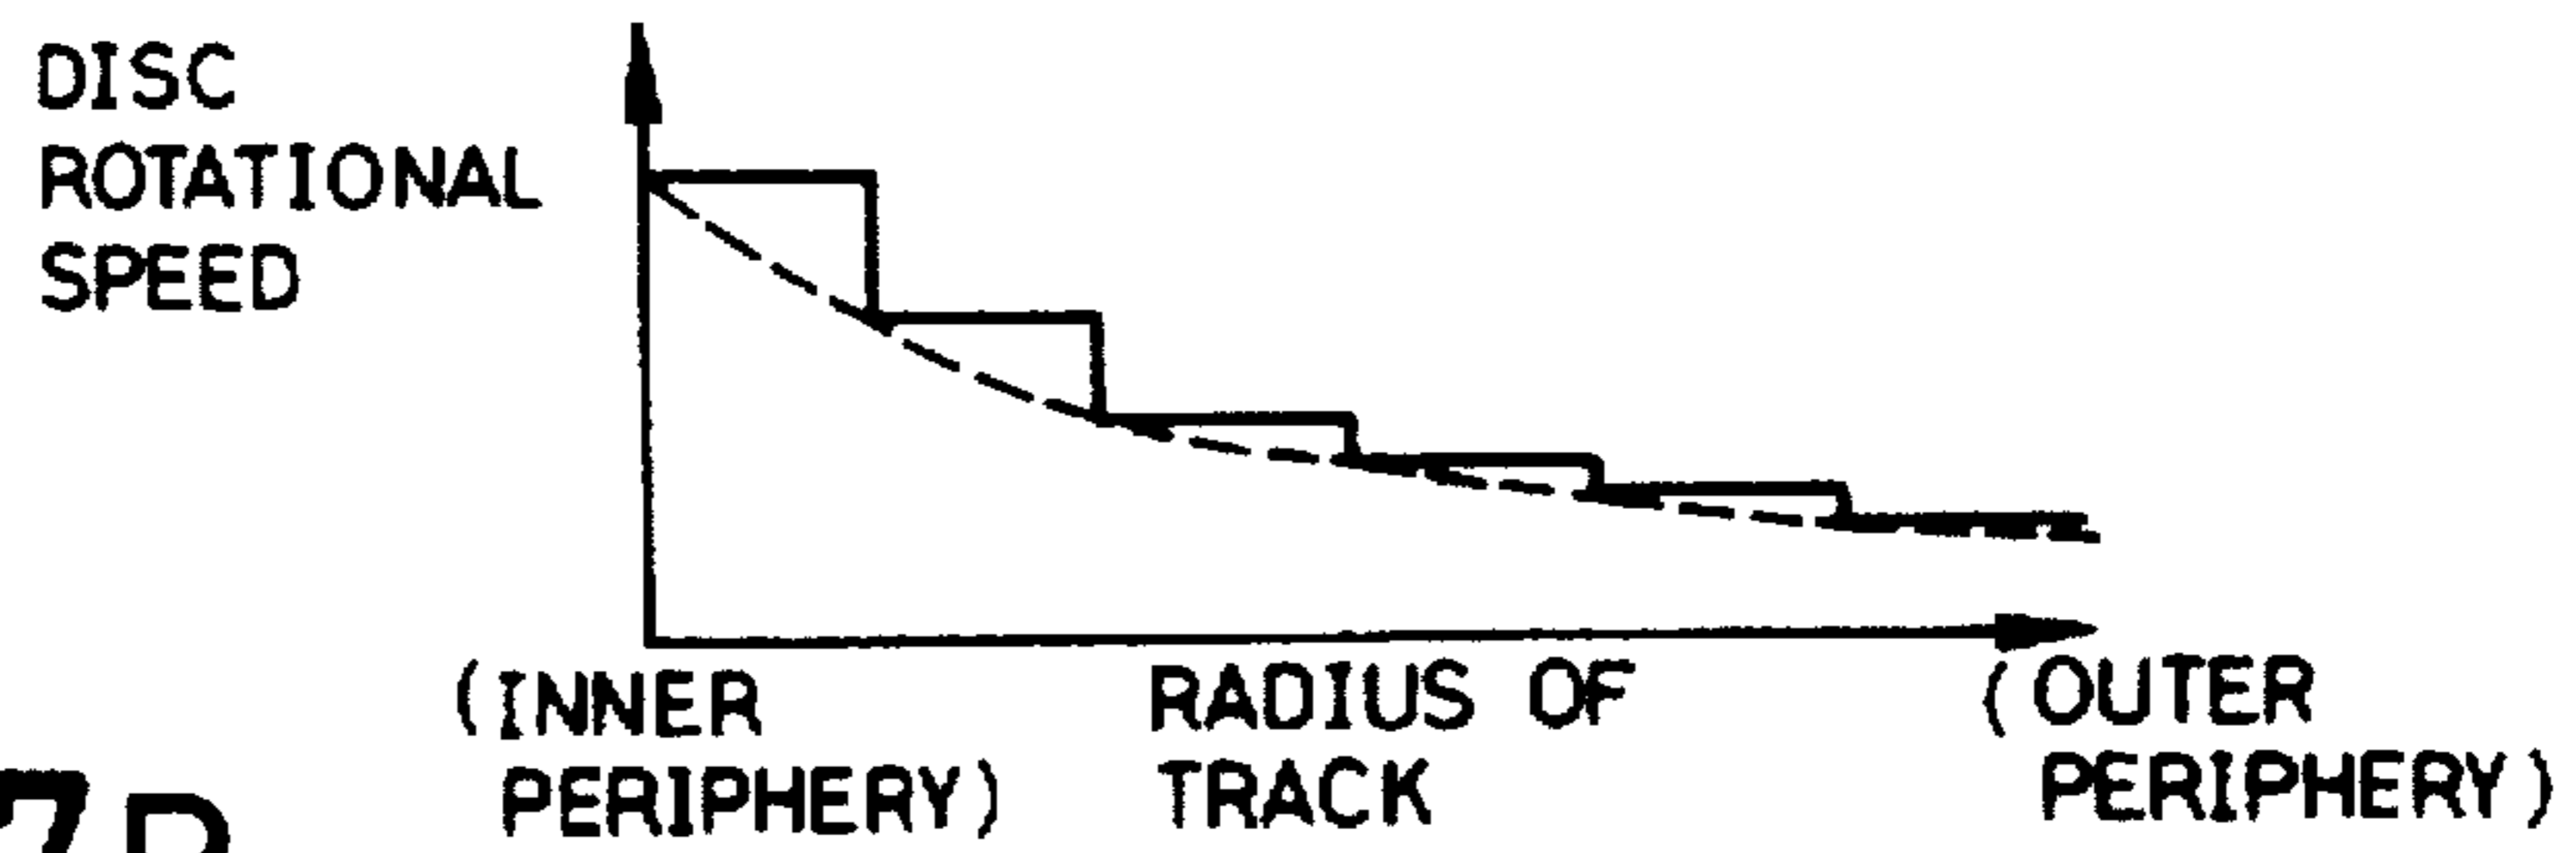 DISC
ROTATIONAL
SPEED
(INNER
PERIPHERY)
RADIUS OF
TRACK
(OUTER
PERIPHERY)